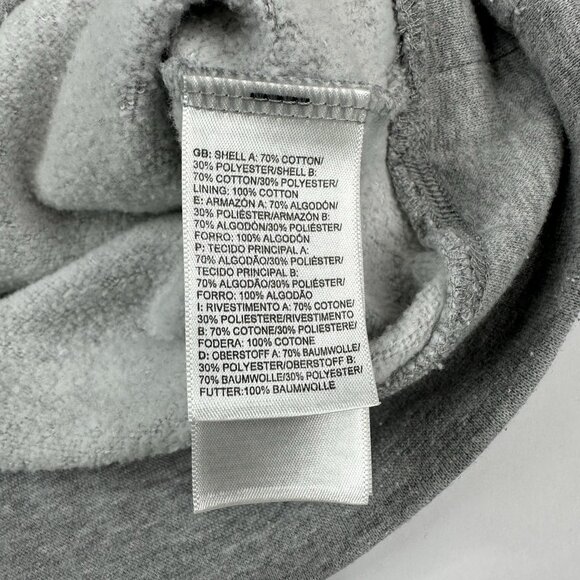 GB: SHELL A: 70% COTTON/
30% POLYESTER/SHELL B:
70% COTTON/30% POLYESTER/
LINING: 100% COTTON
E: ARMAZÓN A: 70% ALGODÓN/
30% POLIÉSTER/ARMAZÓN B:
70% ALGODÓN/30% POLIÉSTER/
FORRO: 100% ALGODÓN
P: TECIDO PRINCIPAL A:
70% ALGODÃO/30% POLIÉSTER/
TECIDO PRINCIPAL B:
70% ALGODÃO/30% POLIÉSTER/
FORRO: 100% ALGODÃO
I: RIVESTIMENTO A: 70% COTONE/
30% POLIESTERE/RIVESTIMENTO
B: 70% COTONE/30% POLIESTERE/
FODERA: 100% COTONE
D: OBERSTOFF A: 70% BAUMWOLLE/
30% POLYESTER/OBERSTOFF B:
70% BAUMWOLLE/30% POLYESTER/
FUTTER:100% BAUMWOLLE